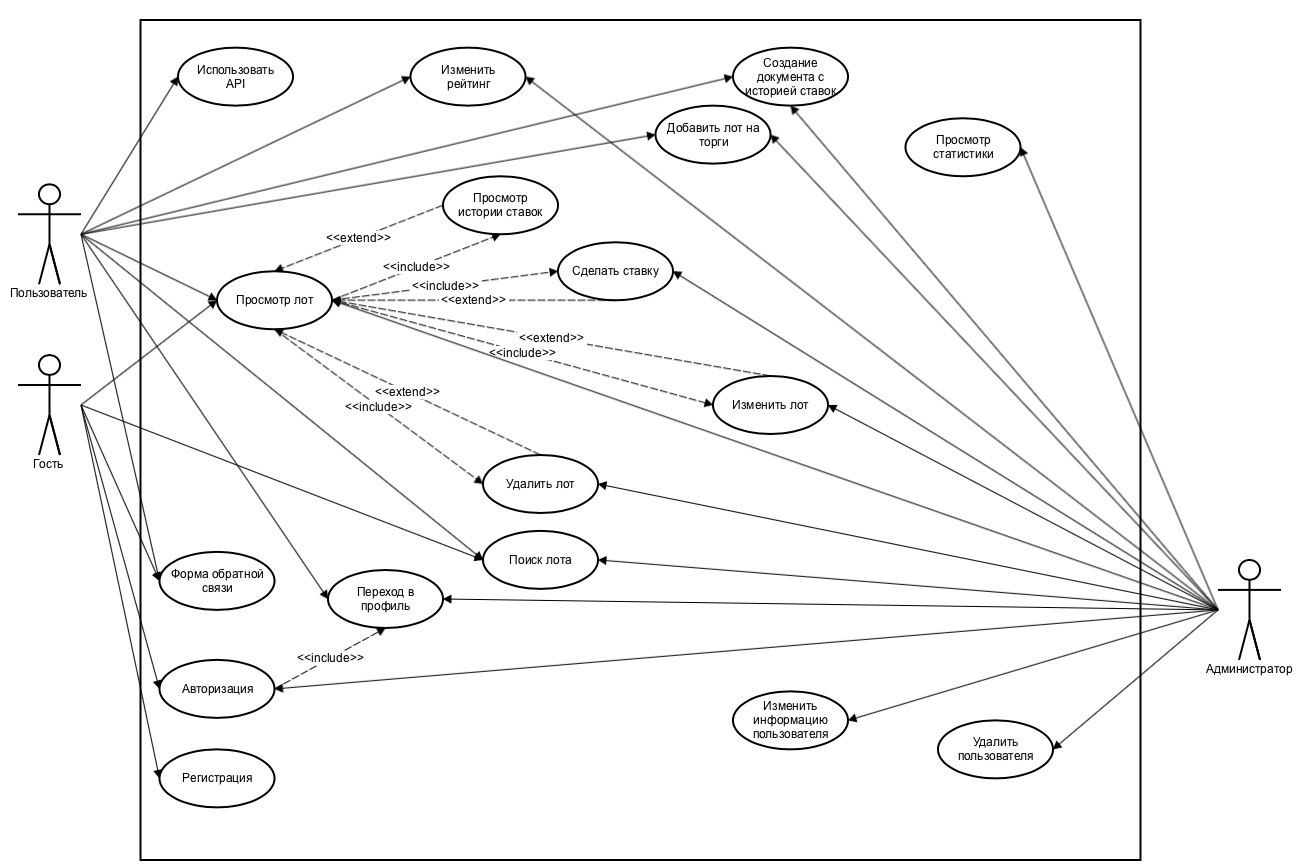 Использовать
API
Изменить
рейтинг
Создание
документа с
историей ставок
Добавить лот на
торги
Просмотр
статистики
Просмотр
истории ставок
<<extend>>
<<include>>
Сделать ставку
<<include>>
<<extend>>
Просмотр лот
Пользователь
<<extend>>
<<include>>
<<extend>>
<<include>>
Изменить лот
Гость
Удалить лот
Поиск лота
Форма обратной
связи
Переход в
профиль
<<include>>
Авторизация
Администратор
Изменить
информацию
пользователя
Удалить
пользователя
Регистрация